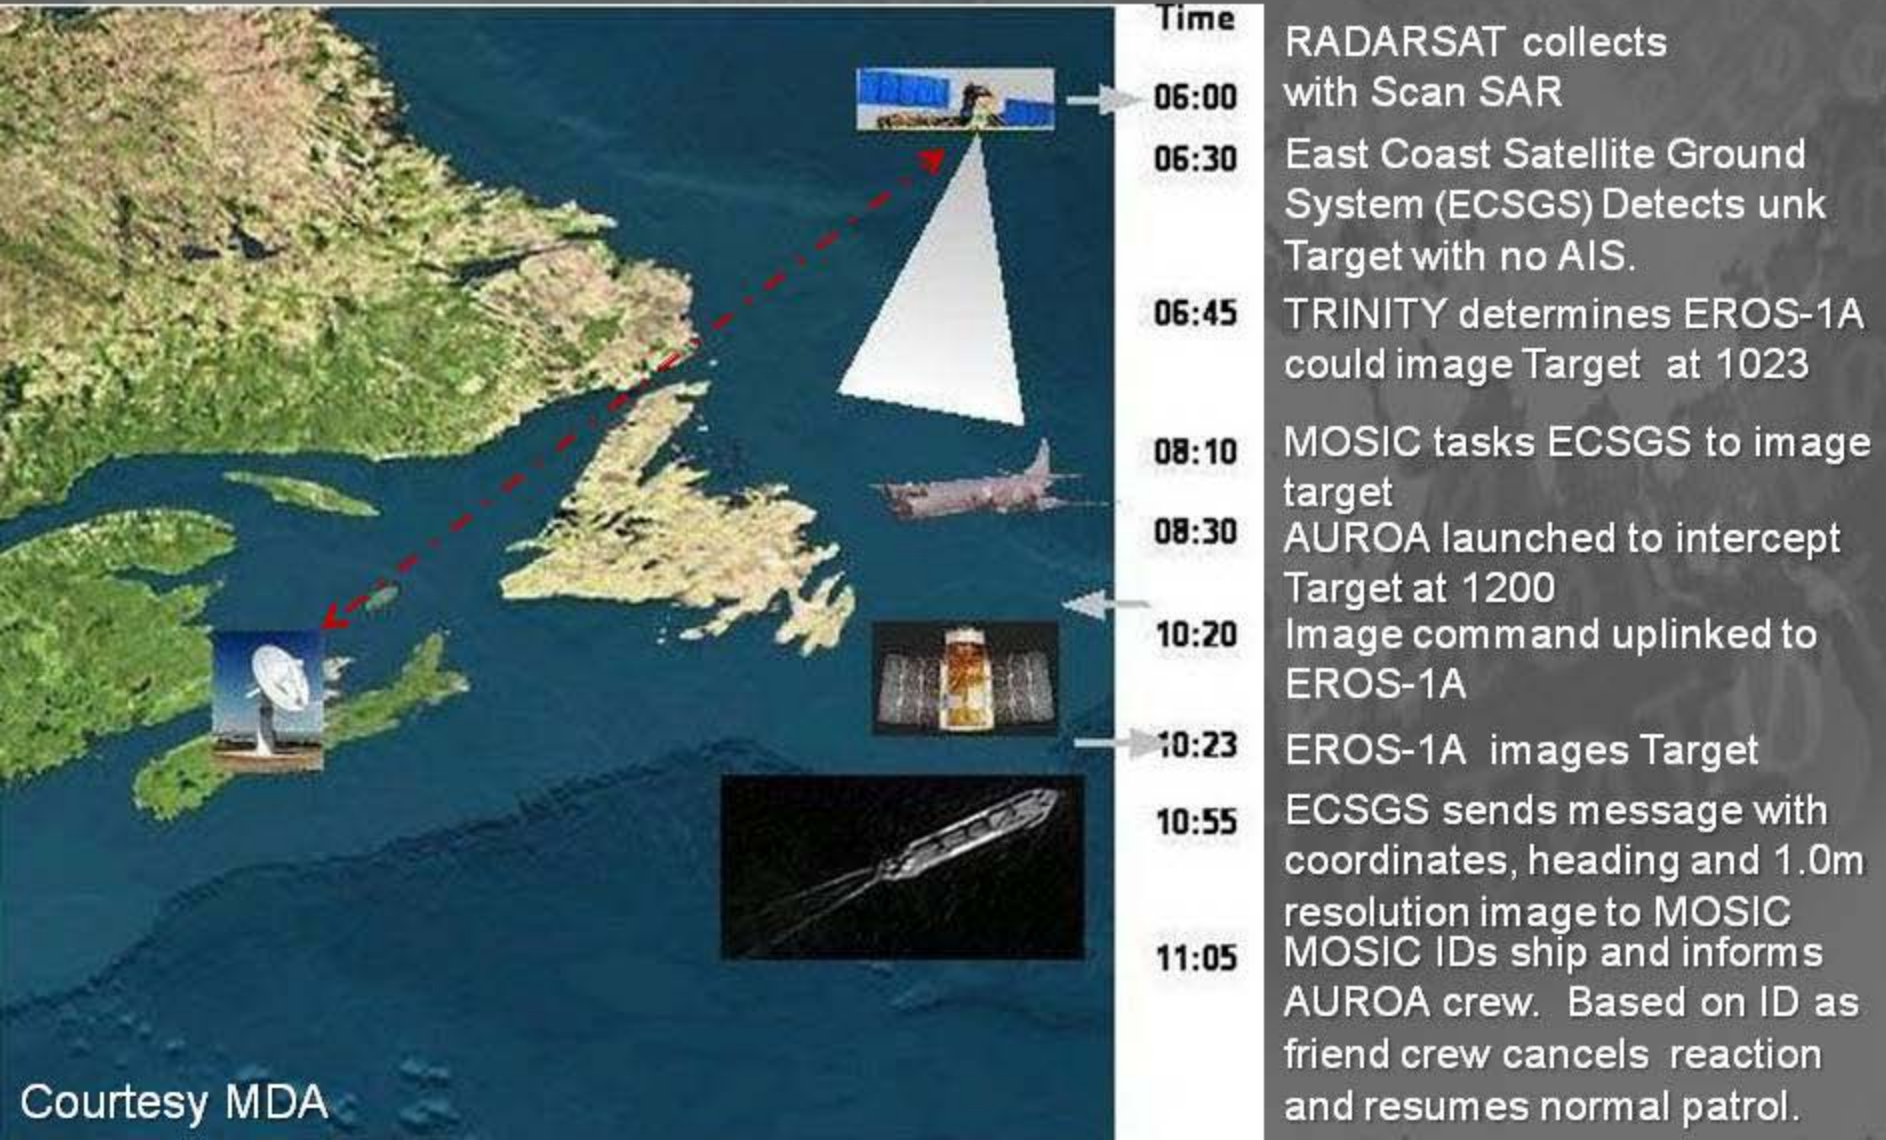 Time
06:00
RADARSAT collects
with Scan SAR
06:30
East Coast Satellite Ground
System (ECSGS) Detects unk
Target with no AIS.
06:45
TRINITY determines EROS-1A
could image Target at 1023
08:10
MOSIC tasks ECSGS to image
target
08:30
AUROA launched to intercept
Target at 1200
10:20
Image command uplinked to
EROS-1A
10:23
EROS-1A images Target
10:55
ECSGS sends message with
coordinates, heading and 1.0m
resolution image to MOSIC
11:05
MOSIC IDs ship and informs
AUROA crew. Based on ID as
friend crew cancels reaction
and resumes normal patrol.
Courtesy MDA